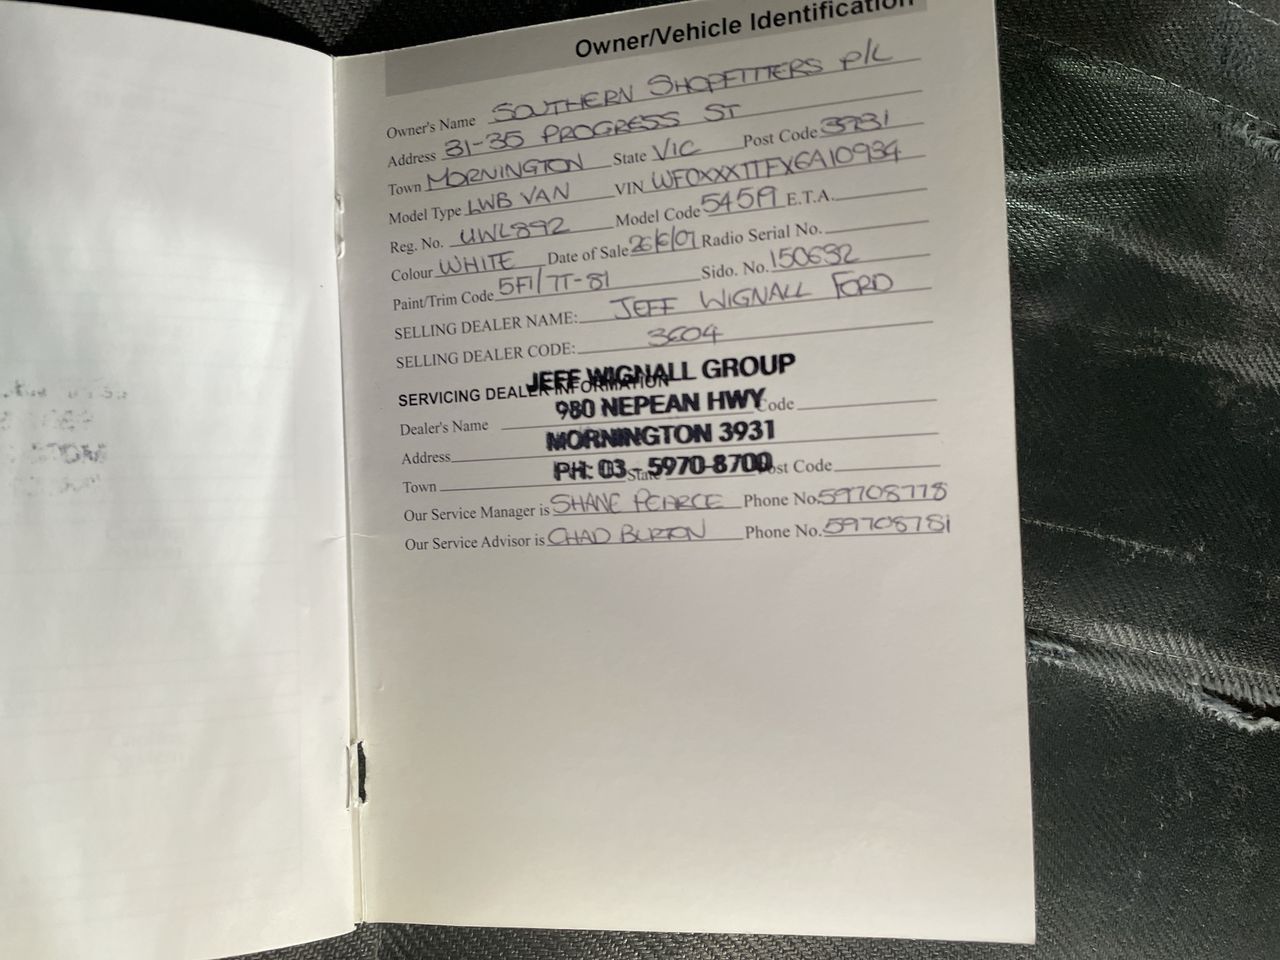 Owner/Vehicle Identification
Owner's Name SOUTHERN SHOPFITTERS P/L
Address 31-35 PROGRESS ST
Town MORNINGTON State VIC Post Code 3931
Model Type LWB VAN VIN WF0XXXTTFX6A10934
Reg. No. UWL892 Model Code 545A E.T.A.
Colour WHITE Date of Sale 26/6/07 Radio Serial No.
Paint/Trim Code 5F1/TT-81 Sido. No. 150632
SELLING DEALER NAME: JEFF WIGNALL FORD
SELLING DEALER CODE: 3604
JEFF WIGNALL GROUP
SERVICING DEALER INFORMATION
980 NEPEAN HWY
Dealer's Name Code
MORNINGTON 3931
Address
PH: 03 - 5970-8700
Town State Post Code
Our Service Manager is SHANE PEARCE Phone No. 59708778
Our Service Advisor is CHAD BURTON Phone No. 59708781